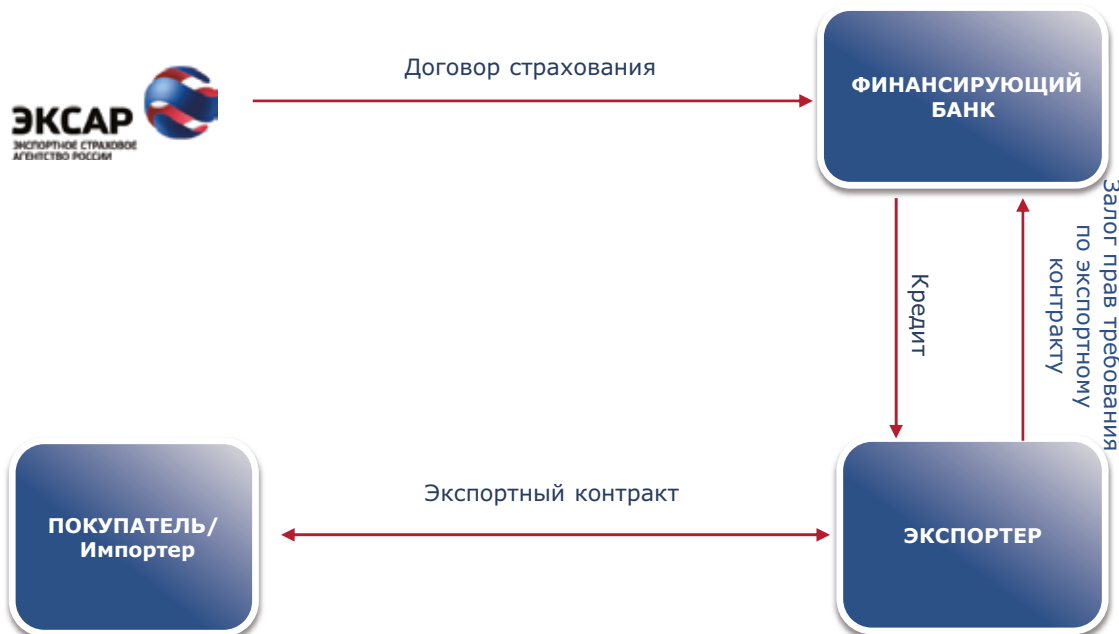 Договор страхования
ФИНАНСИРУЮЩИЙ
БАНК
ЭКСАР
ЭКСПОРТНОЕ СТРАХОВОЕ
АГЕНТСТВО РОССИИ
Кредит
Залог прав требования
по экспортному
контракту
Экспортный контракт
ПОКУПАТЕЛЬ/
Импортер
ЭКСПОРТЕР